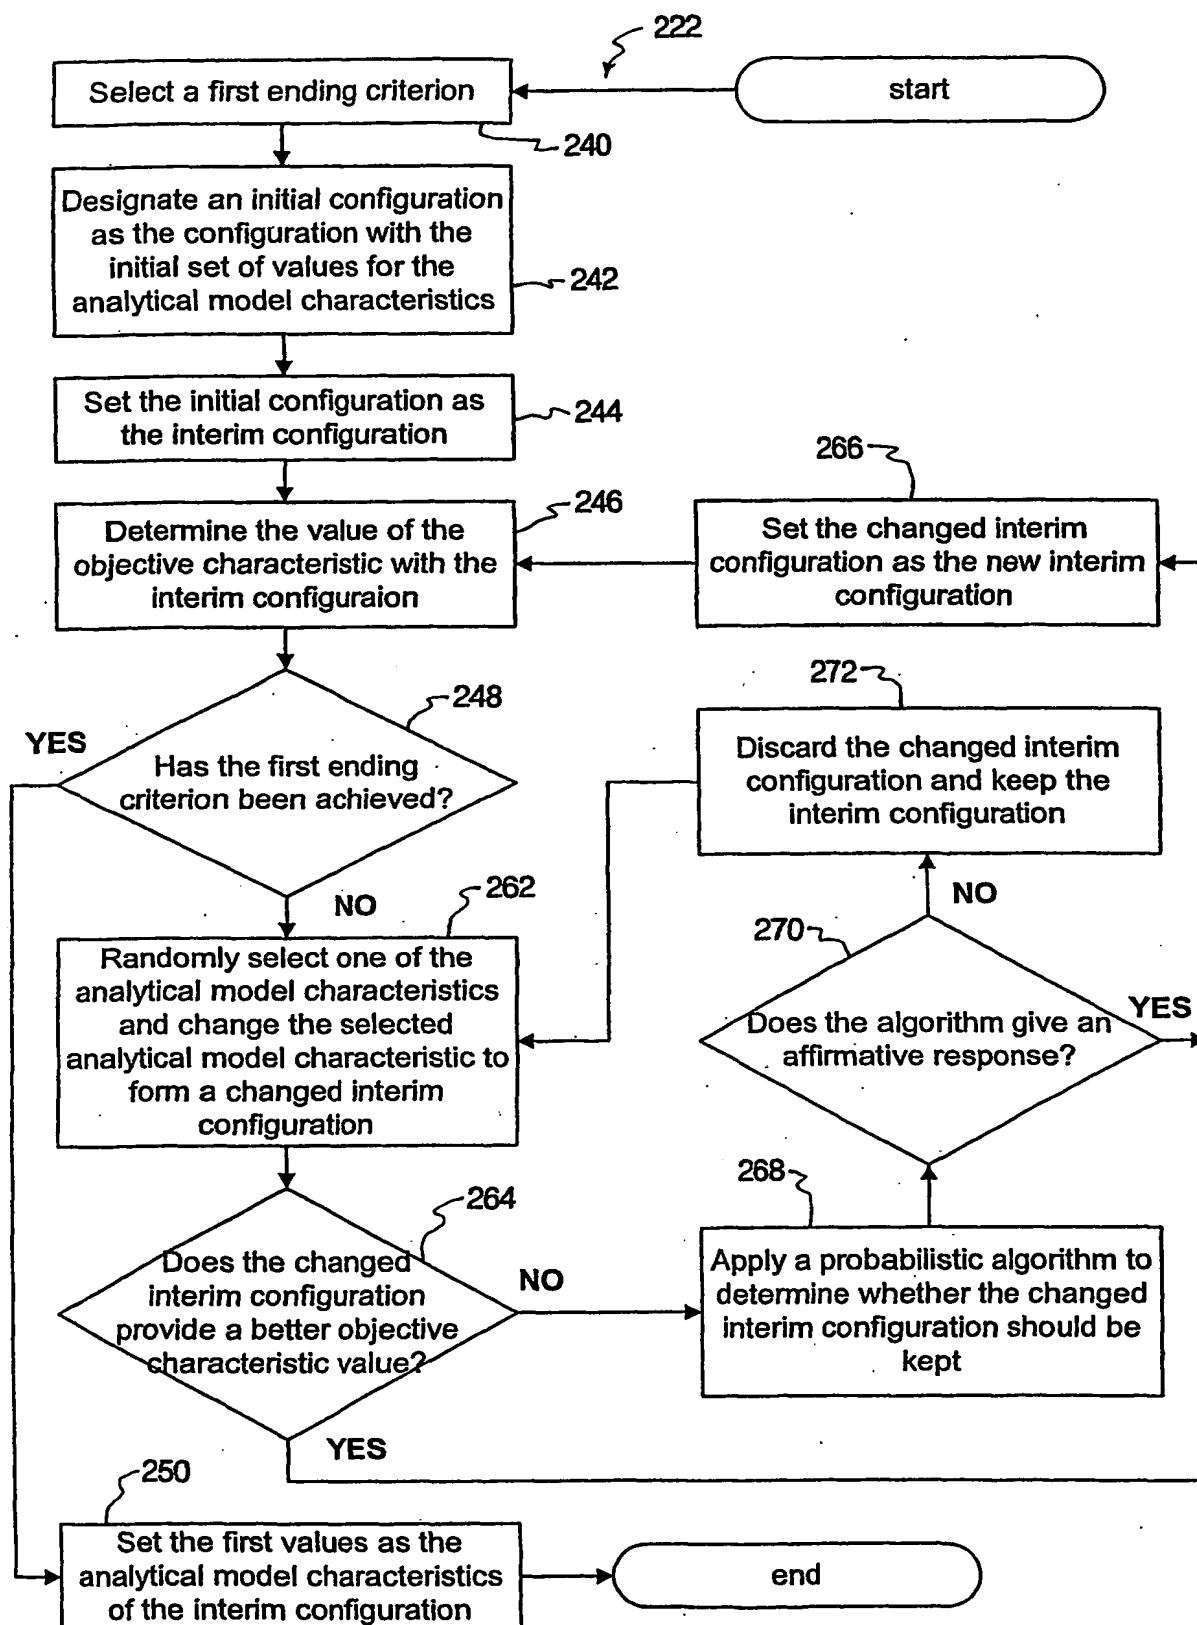 222
start
Select a first ending criterion
240
Designate an initial configuration
as the configuration with the
initial set of values for the
analytical model characteristics
242
Set the initial configuration as
the interim configuration
244
246
Determine the value of the
objective characteristic with the
interim configuraion
266
Set the changed interim
configuration as the new interim
configuration
248
YES
Has the first ending
criterion been achieved?
NO
272
Discard the changed interim
configuration and keep the
interim configuration
262
Randomly select one of the
analytical model characteristics
and change the selected
analytical model characteristic to
form a changed interim
configuration
NO
270
YES
Does the algorithm give an
affirmative response?
264
Does the changed
interim configuration
provide a better objective
characteristic value?
NO
YES
268
Apply a probabilistic algorithm to
determine whether the changed
interim configuration should be
kept
250
Set the first values as the
analytical model characteristics
of the interim configuration
end